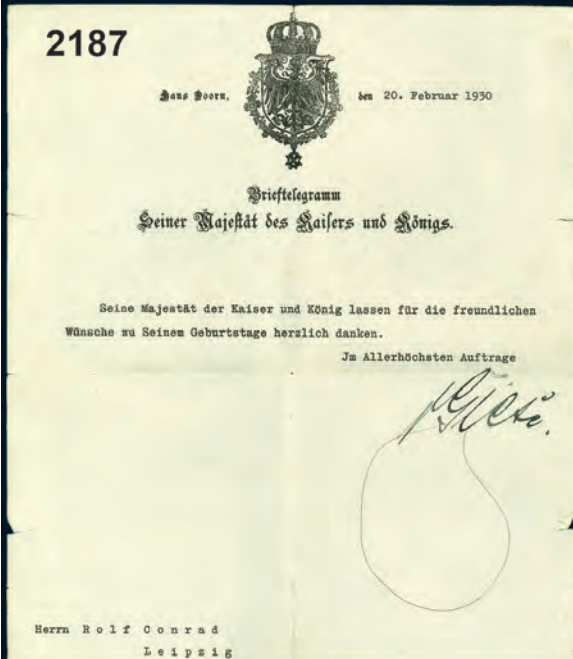 2187
Haus Doorn, den 20. Februar 1930
Brieftelegramm
Seiner Majestät des Kaisers und Königs.
Seine Majestät der Kaiser und König lassen für die freundlichen
Wünsche zu Seinem Geburtstage herzlich danken.
Jm Allerhöchsten Auftrage
Herrn Rolf Conrad
Leipzig